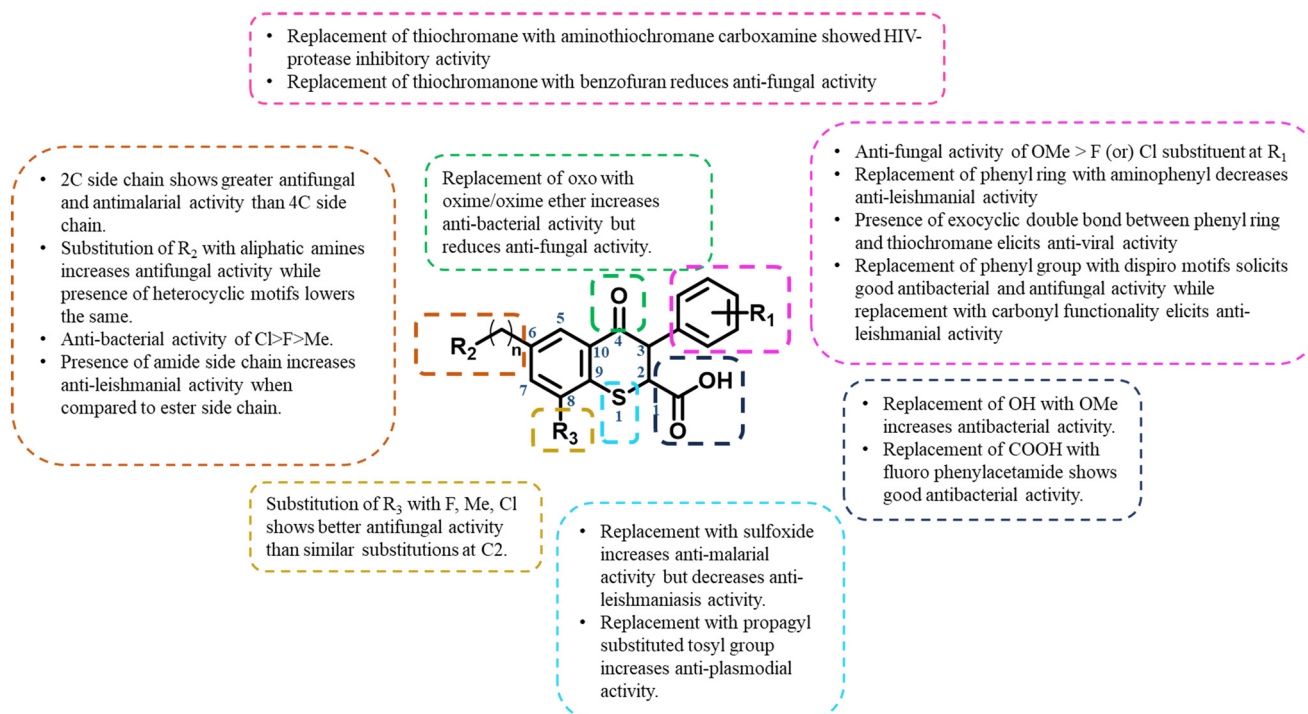 • Replacement of thiochromane with aminothiochromane carboxamine showed HIV-
protease inhibitory activity
• Replacement of thiochromanone with benzofuran reduces anti-fungal activity
• 2C side chain shows greater antifungal
and antimalarial activity than 4C side
chain.
• Substitution of R2 with aliphatic amines
increases antifungal activity while
presence of heterocyclic motifs lowers
the same.
• Anti-bacterial activity of Cl>F>Me.
• Presence of amide side chain increases
anti-leishmanial activity when
compared to ester side chain.
Replacement of oxo with
oxime/oxime ether increases
anti-bacterial activity but
reduces anti-fungal activity.
• Anti-fungal activity of OMe > F (or) Cl substituent at R1
• Replacement of phenyl ring with aminophenyl decreases
anti-leishmanial activity
• Presence of exocyclic double bond between phenyl ring
and thiochromane elicits anti-viral activity
• Replacement of phenyl group with dispiro motifs solicits
good antibacterial and antifungal activity while
replacement with carbonyl functionality elicits anti-
leishmanial activity
O
R1
R2
( )n
6
5
4
10
3
9
2
7
8
S
1
1
OH
O
R3
• Replacement of OH with OMe
increases antibacterial activity.
• Replacement of COOH with
fluoro phenylacetamide shows
good antibacterial activity.
Substitution of R3 with F, Me, Cl
shows better antifungal activity
than similar substitutions at C2.
• Replacement with sulfoxide
increases anti-malarial
activity but decreases anti-
leishmaniasis activity.
• Replacement with propagyl
substituted tosyl group
increases anti-plasmodial
activity.